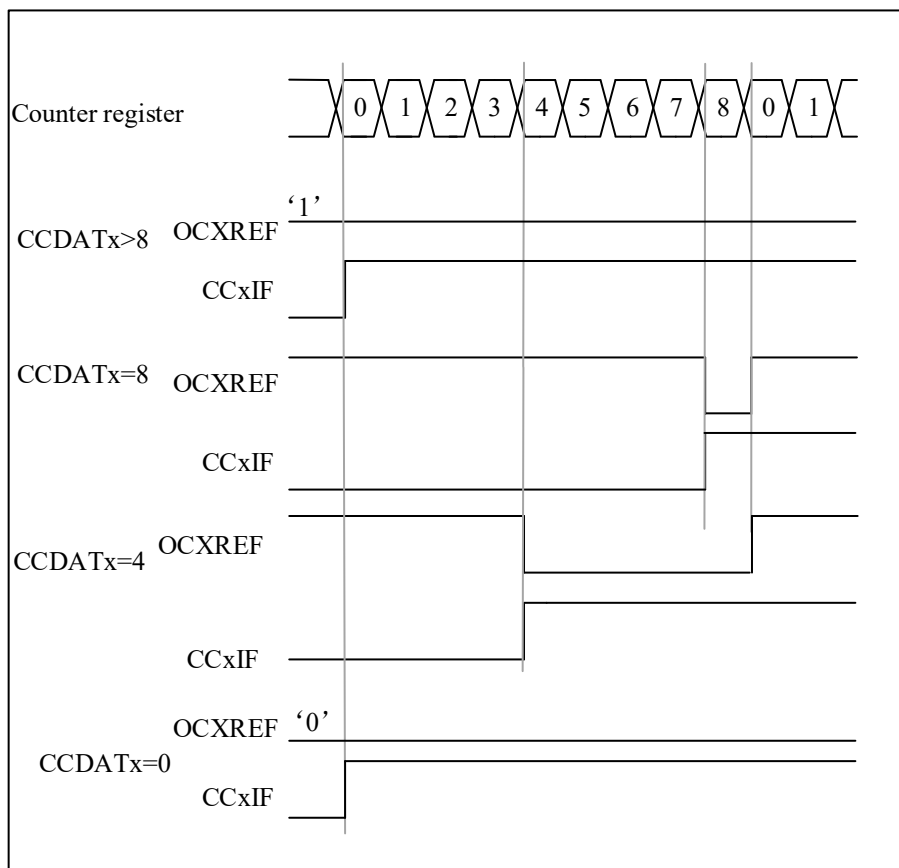 Counter register 0 1 2 3 4 5 6 7 8 0 1
‘1’
CCDATx>8 OCXREF
CCxIF
CCDATx=8 OCXREF
CCxIF
CCDATx=4 OCXREF
CCxIF
OCXREF ‘0’
CCDATx=0
CCxIF